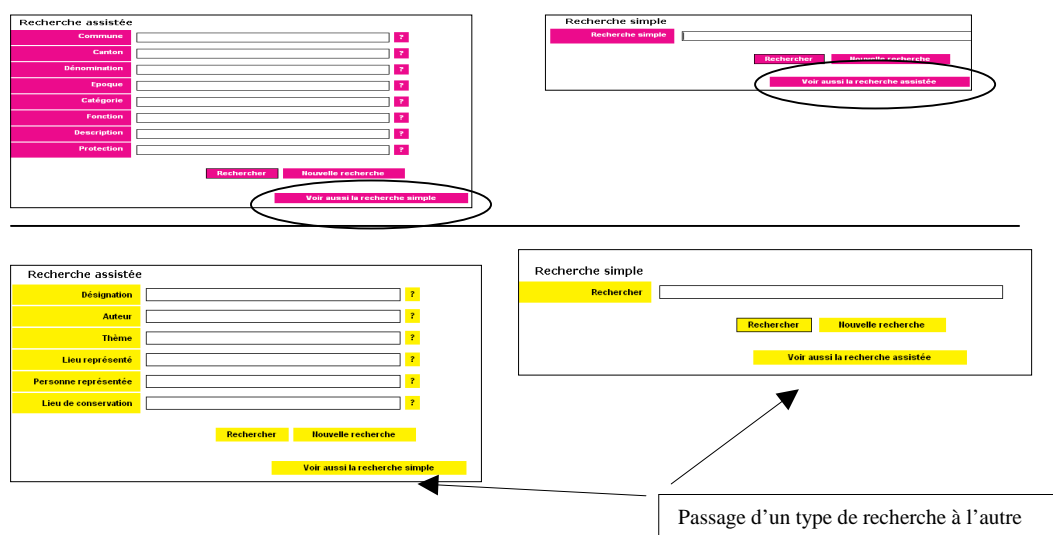 Recherche assistée
Commune ?
Canton ?
Dénomination ?
Epoque ?
Catégorie ?
Fonction ?
Description ?
Protection ?
Rechercher Nouvelle recherche
Voir aussi la recherche simple
Recherche simple
Recherche simple
Rechercher Nouvelle recherche
Voir aussi la recherche assistée
Recherche assistée
Désignation ?
Auteur ?
Thème ?
Lieu représenté ?
Personne représentée ?
Lieu de conservation ?
Rechercher Nouvelle recherche
Voir aussi la recherche simple
Recherche simple
Rechercher
Rechercher Nouvelle recherche
Voir aussi la recherche assistée
Passage d'un type de recherche à l'autre